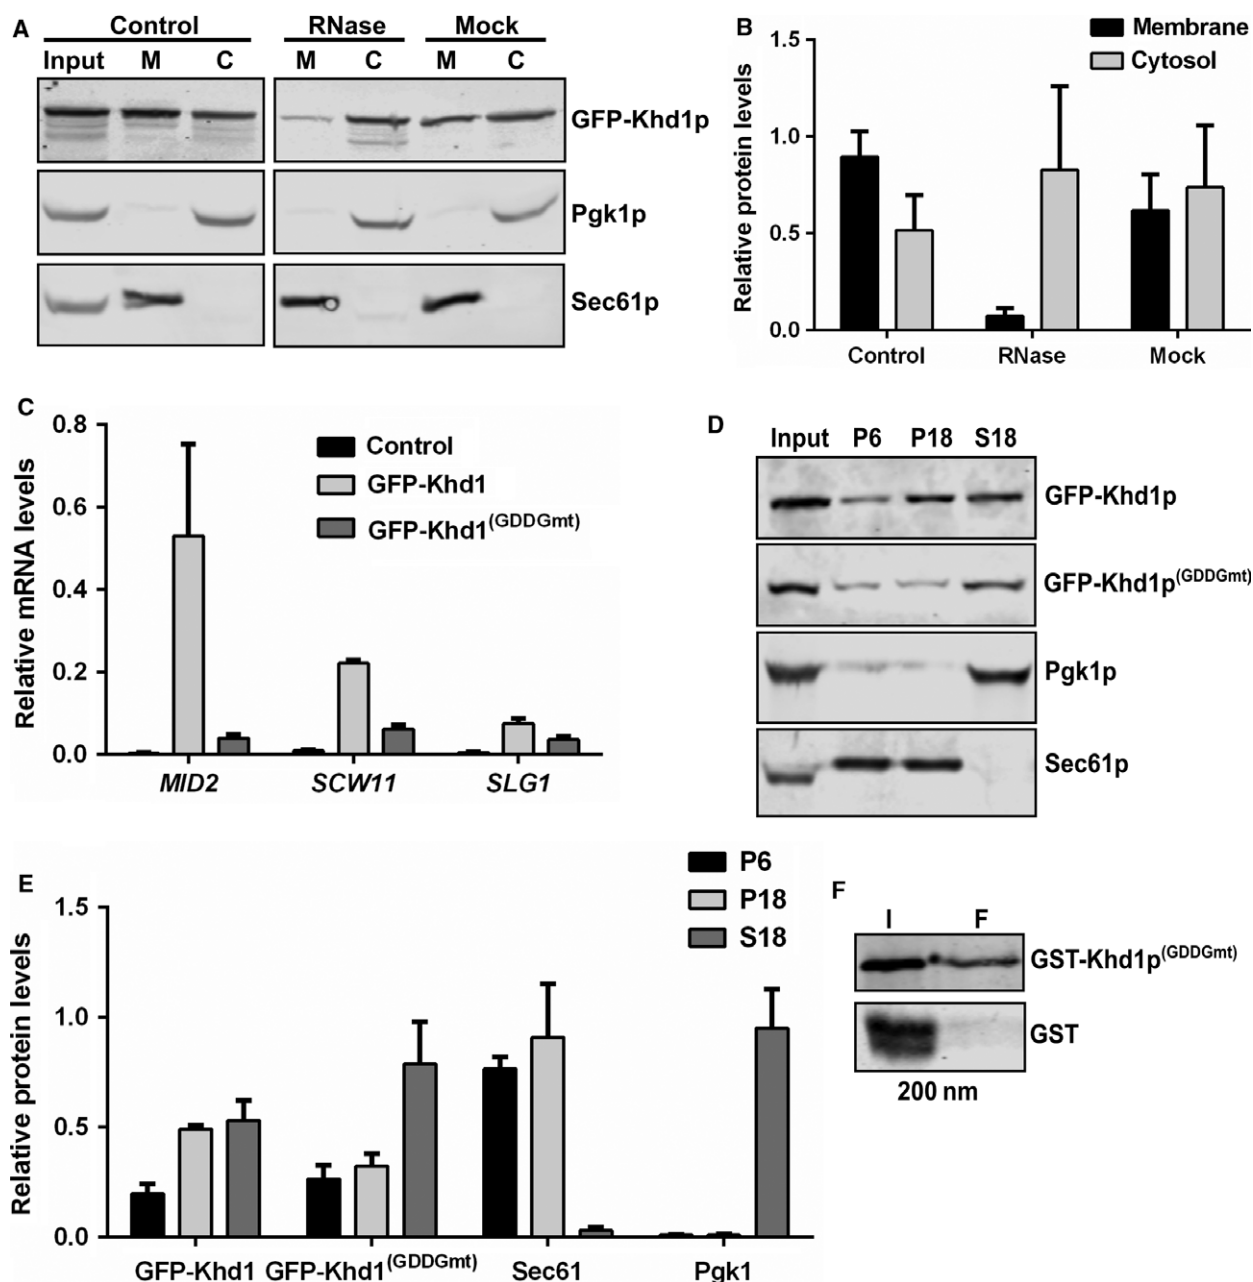 A
Control RNase Mock
Input M C M C M C
GFP-Khd1p
Pgk1p
Sec61p
B
Membrane
Cytosol
Relative protein levels
1.5
1.0
0.5
0.0
Control RNase Mock
C
Control
GFP-Khd1
GFP-Khd1(GDDGmt)
Relative mRNA levels
0.8
0.6
0.4
0.2
0.0
MID2 SCW11 SLG1
D
Input P6 P18 S18
GFP-Khd1p
GFP-Khd1p(GDDGmt)
Pgk1p
Sec61p
E
P6
P18
S18
Relative protein levels
1.5
1.0
0.5
0.0
GFP-Khd1 GFP-Khd1(GDDGmt) Sec61 Pgk1
F
I F
GST-Khd1p(GDDGmt)
GST
200 nm